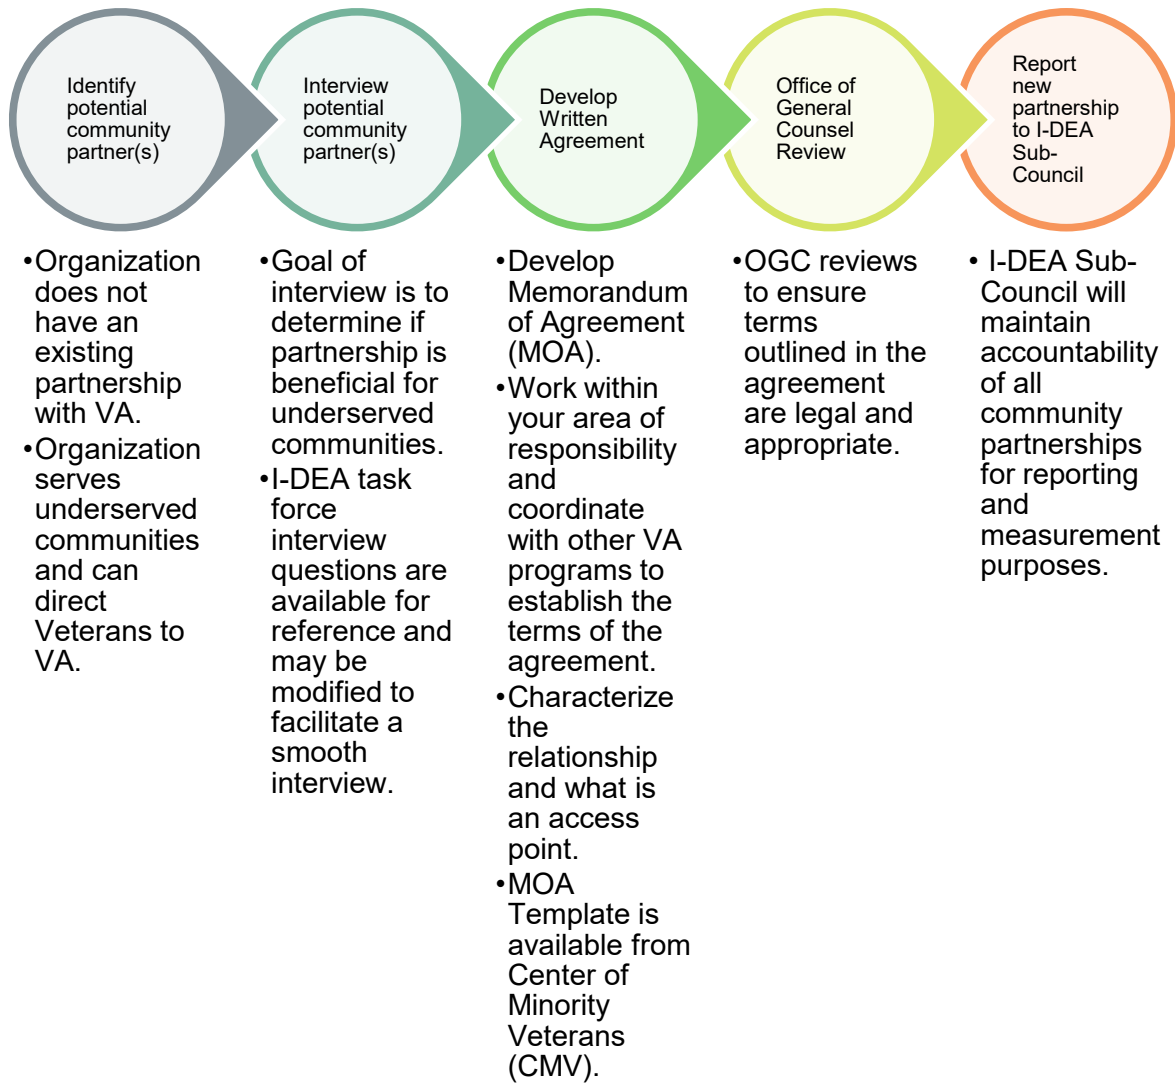 Identify
potential
community
partner(s)
Interview
potential
community
partner(s)
Develop
Written
Agreement
Office of
General
Counsel
Review
Report
new
partnership
to I-DEA
Sub-
Council
•Organization
does not
have an
existing
partnership
with VA.
•Organization
serves
underserved
communities
and can
direct
Veterans to
VA.
•Goal of
interview is to
determine if
partnership is
beneficial for
underserved
communities.
•I-DEA task
force
interview
questions are
available for
reference and
may be
modified to
facilitate a
smooth
interview.
•Develop
Memorandum
of Agreement
(MOA).
•Work within
your area of
responsibility
and
coordinate
with other VA
programs to
establish the
terms of the
agreement.
•Characterize
the
relationship
and what is
an access
point.
•MOA
Template is
available from
Center of
Minority
Veterans
(CMV).
•OGC reviews
to ensure
terms
outlined in the
agreement
are legal and
appropriate.
• I-DEA Sub-
Council will
maintain
accountability
of all
community
partnerships
for reporting
and
measurement
purposes.